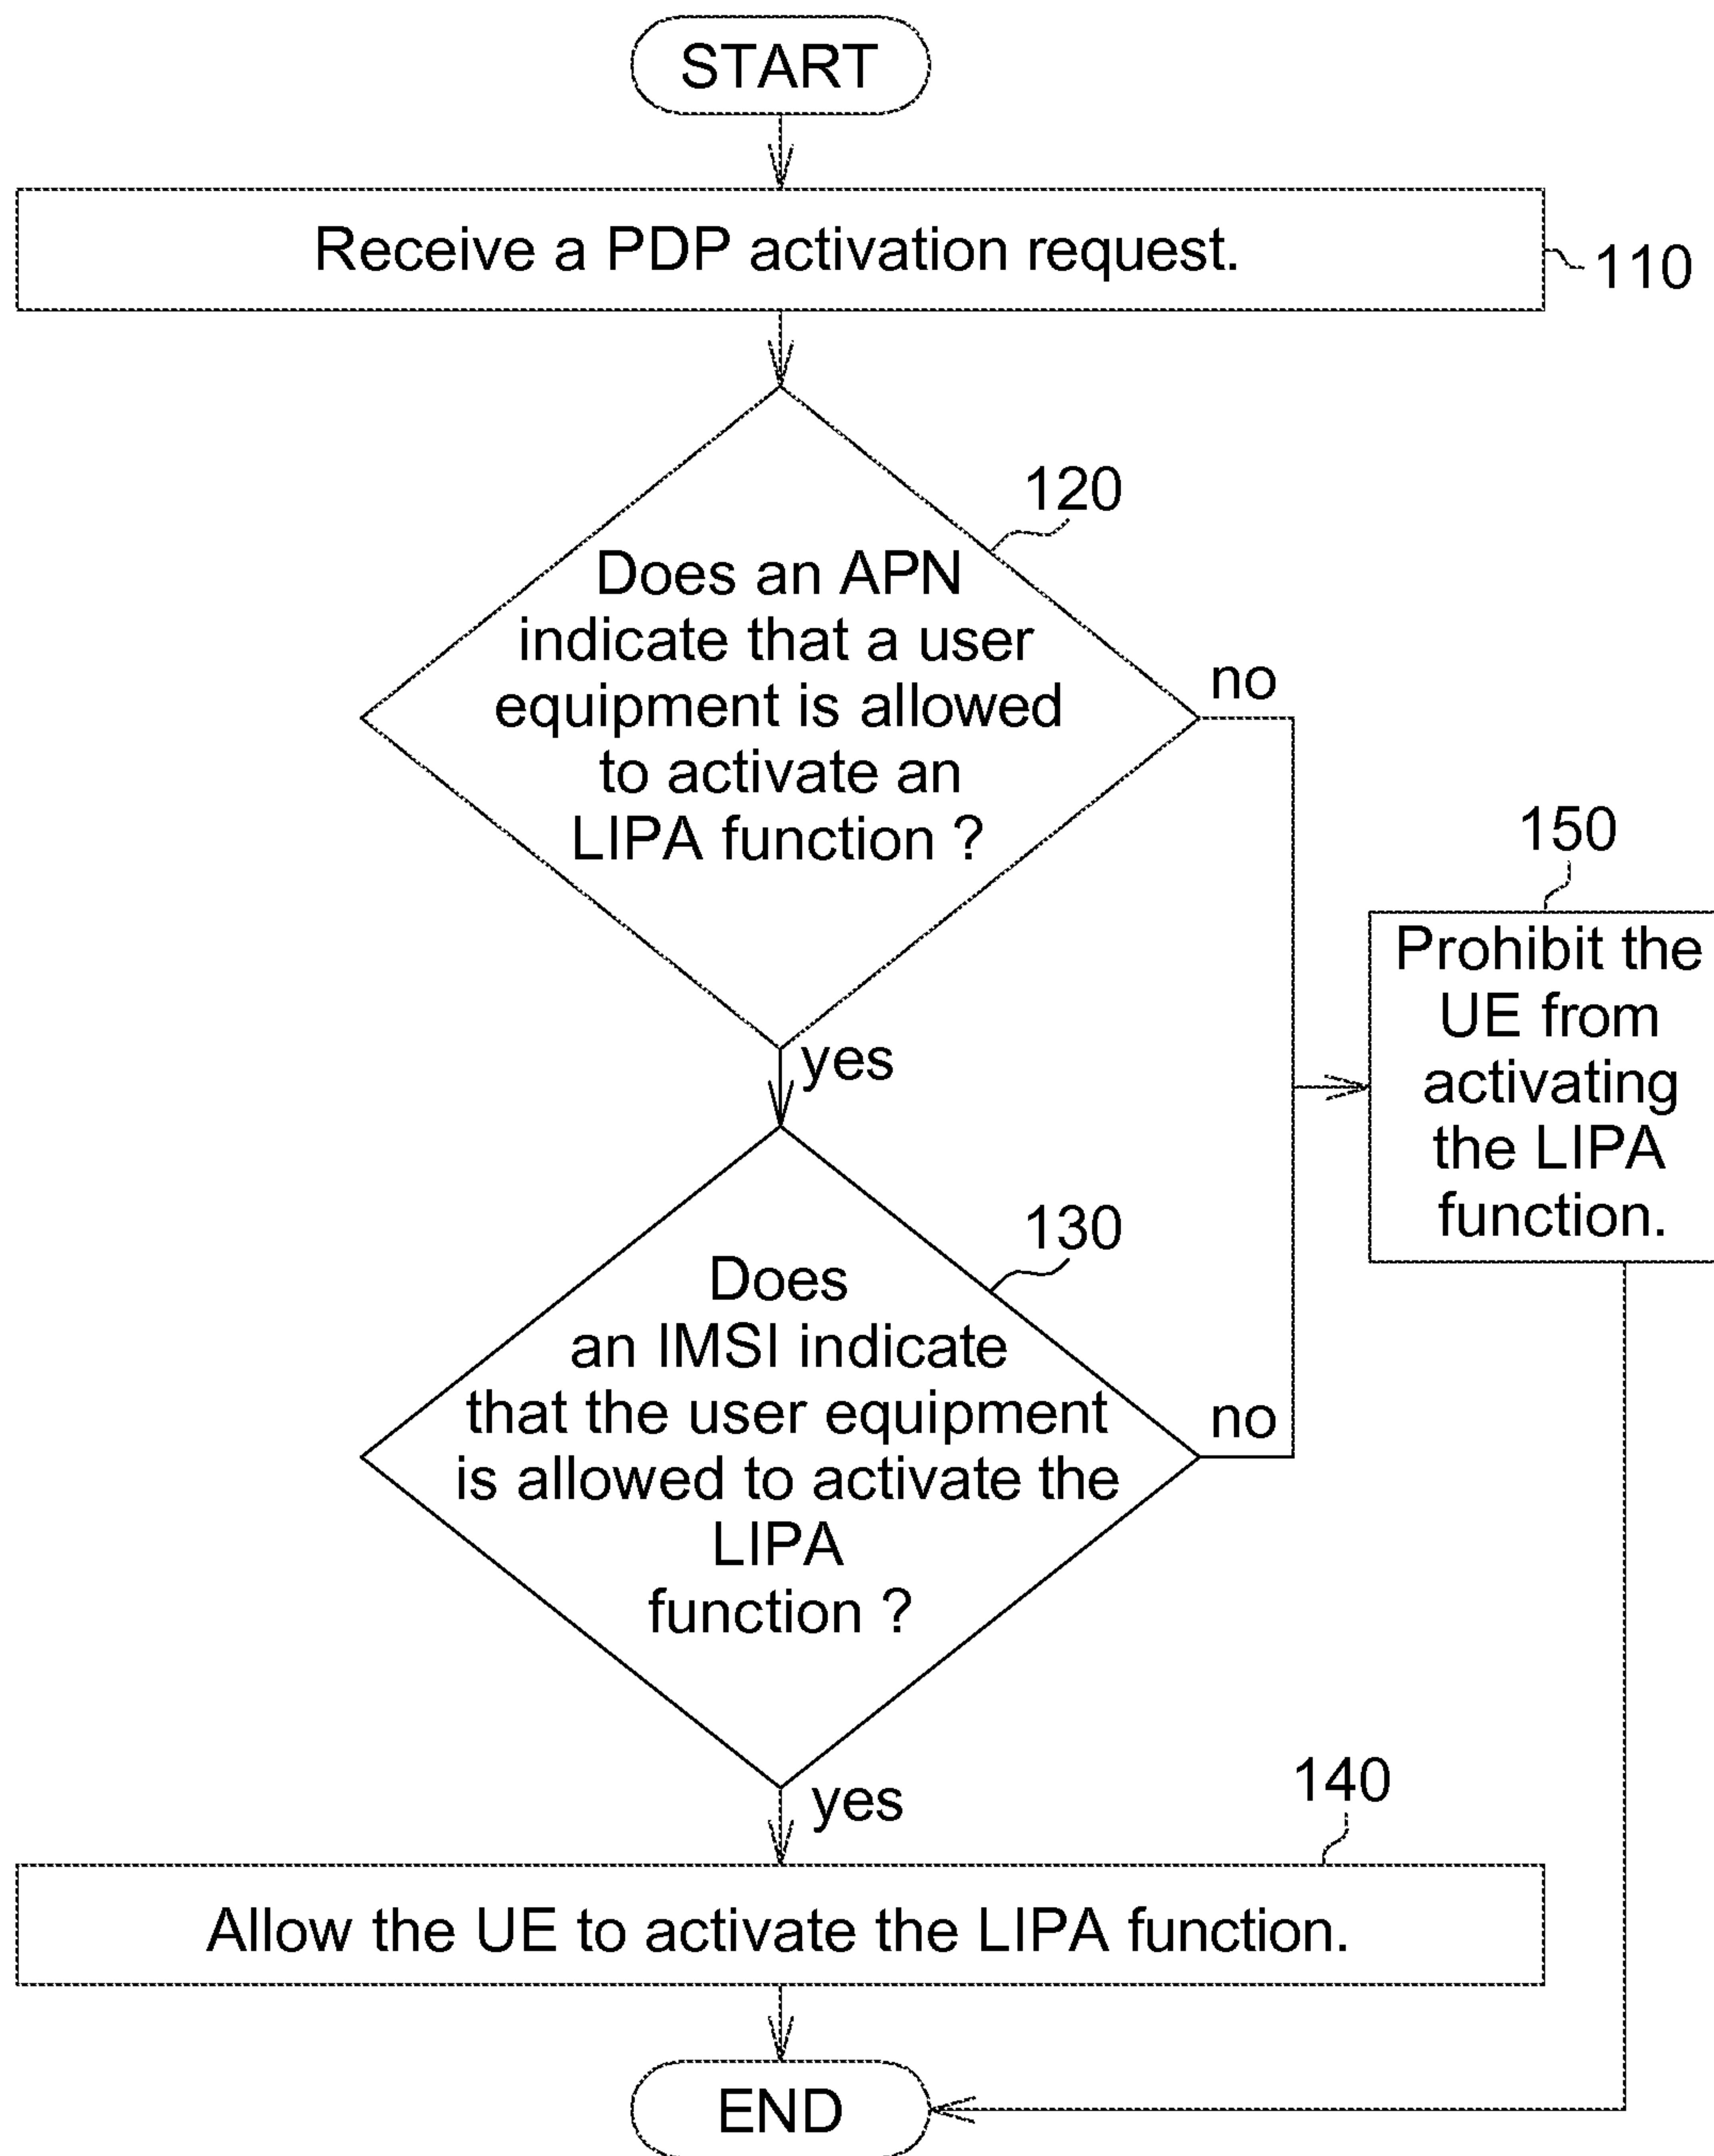 START
Receive a PDP activation request.
110
120
Does an APN
indicate that a user
equipment is allowed
to activate an
LIPA function ?
no
yes
150
Prohibit the
UE from
activating
the LIPA
function.
130
Does
an IMSI indicate
that the user equipment
is allowed to activate the
LIPA
function ?
no
yes
140
Allow the UE to activate the LIPA function.
END